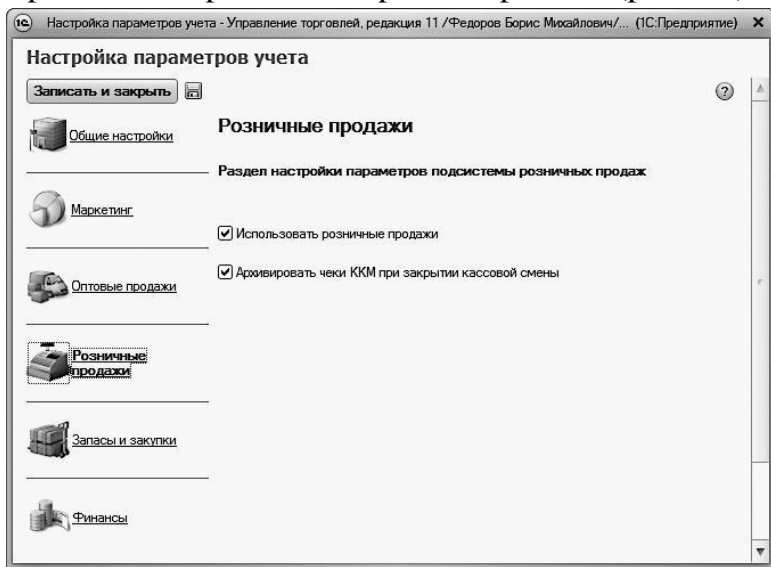 Настройка параметров учета - Управление торговлей, редакция 11 /Федоров Борис Михайлович/... (1С:Предприятие)
Настройка параметров учета
Записать и закрыть
Общие настройки
Маркетинг
Оптовые продажи
Розничные
продажи
Запасы и закупки
Финансы
Розничные продажи
Раздел настройки параметров подсистемы розничных продаж
Использовать розничные продажи
Архивировать чеки ККМ при закрытии кассовой смены